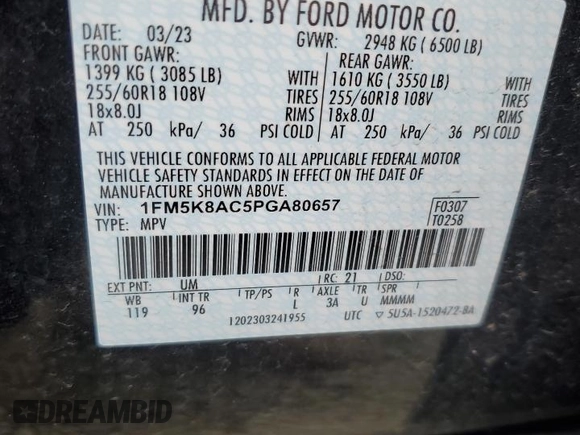 MFD. BY FORD MOTOR CO.
DATE: 03/23 GVWR: 2948 KG ( 6500 LB)
FRONT GAWR: REAR GAWR:
1399 KG ( 3085 LB) WITH 1610 KG ( 3550 LB) WITH
255/60R18 108V TIRES 255/60R18 108V TIRES
18x8.0J RIMS 18x8.0J RIMS
AT 250 kPa/ 36 PSI COLD AT 250 kPa/ 36 PSI COLD
THIS VEHICLE CONFORMS TO ALL APPLICABLE FEDERAL MOTOR
VEHICLE SAFETY STANDARDS IN EFFECT ON THE DATE OF
MANUFACTURE SHOWN ABOVE.
VIN: 1FM5K8AC5PGA80657 F0307
TYPE: MPV T0258
EXT PNT: UM RC: 21 DSO:
WB INT TR TP/PS R AXLE TR SPR
119 96 L 3A U MMMM
1202303241955 UTC ▽ 5U5A-1520472-BA
DREAMBID